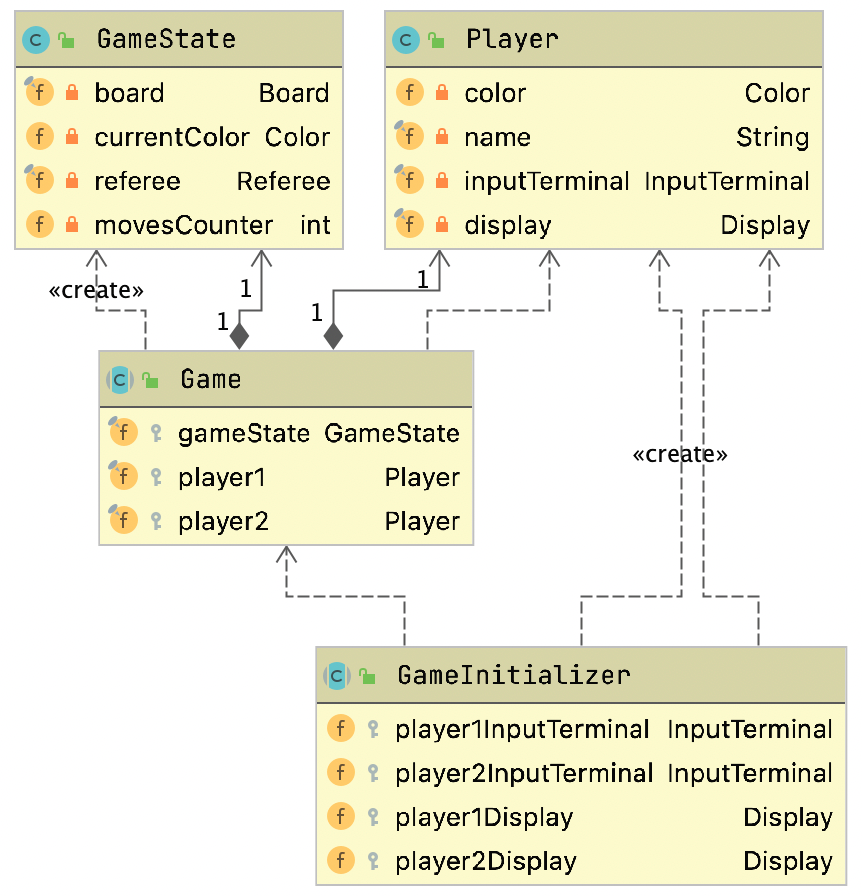 GameState
board Board
currentColor Color
referee Referee
movesCounter int
Player
color Color
name String
inputTerminal InputTerminal
display Display
«create»
1
1
1
1
Game
gameState GameState
player1 Player
player2 Player
«create»
GameInitializer
player1InputTerminal InputTerminal
player2InputTerminal InputTerminal
player1Display Display
player2Display Display